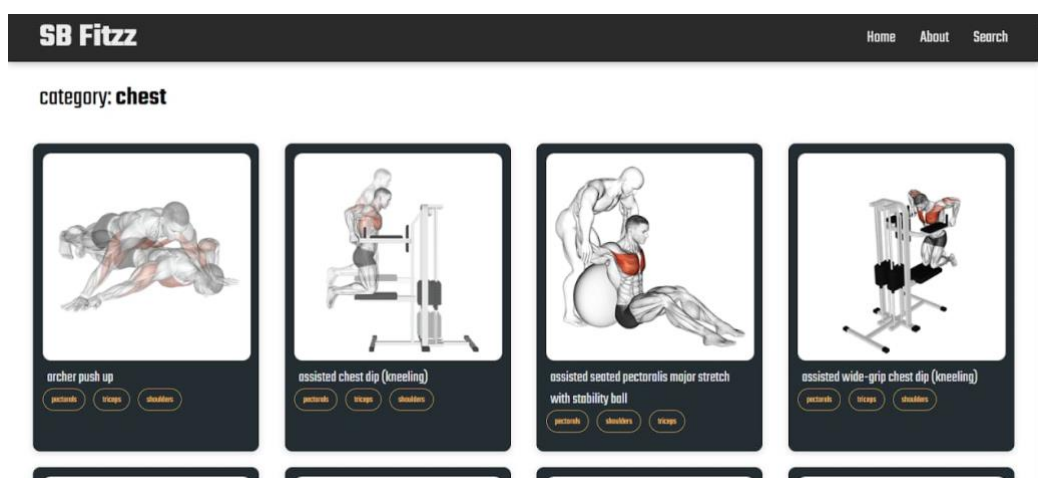 SB Fitzz
Home About Search
category: chest
archer push up
pectorals triceps shoulders
assisted chest dip (kneeling)
pectorals triceps shoulders
assisted seated pectoralis major stretch
with stability ball
pectorals shoulders triceps
assisted wide-grip chest dip (kneeling)
pectorals triceps shoulders